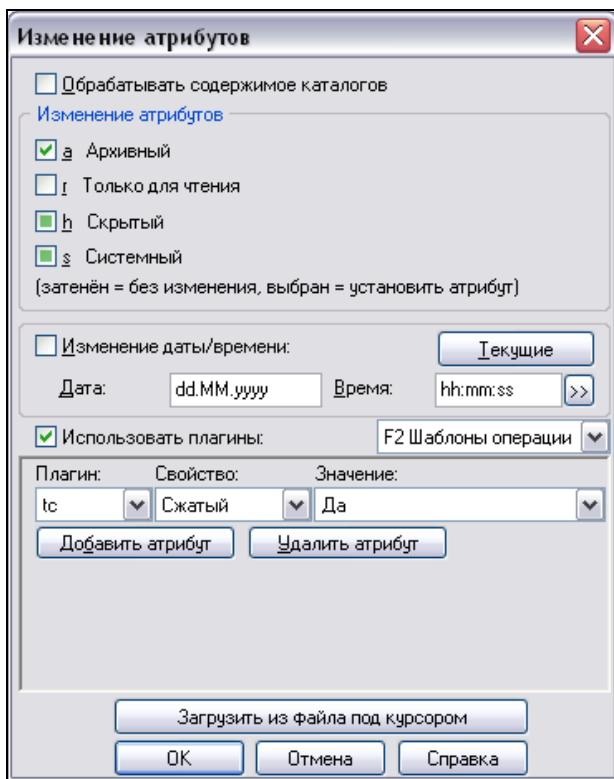 Изменение атрибутов
Обрабатывать содержимое каталогов
Изменение атрибутов
a Архивный
r Только для чтения
h Скрытый
s Системный
(затенён = без изменения, выбран = установить атрибут)
Изменение даты/времени: Текущие
Дата: dd.MM.yyyy Время: hh:mm:ss >>
Использовать плагины: F2 Шаблоны операции
Плагин: Свойство: Значение:
tc Сжатый Да
Добавить атрибут Удалить атрибут
Загрузить из файла под курсором
OK Отмена Справка